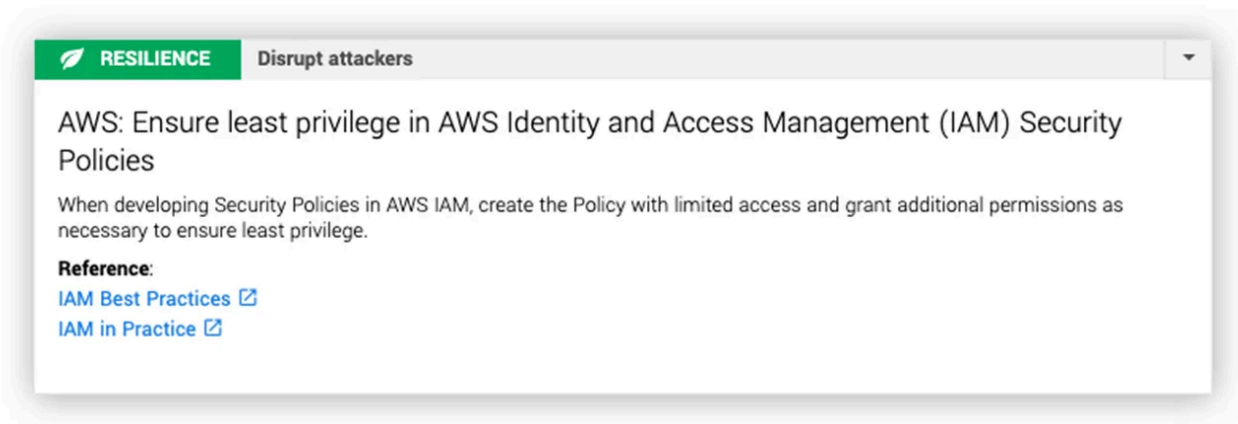 RESILIENCE Disrupt attackers
AWS: Ensure least privilege in AWS Identity and Access Management (IAM) Security
Policies
When developing Security Policies in AWS IAM, create the Policy with limited access and grant additional permissions as
necessary to ensure least privilege.
Reference:
IAM Best Practices
IAM in Practice